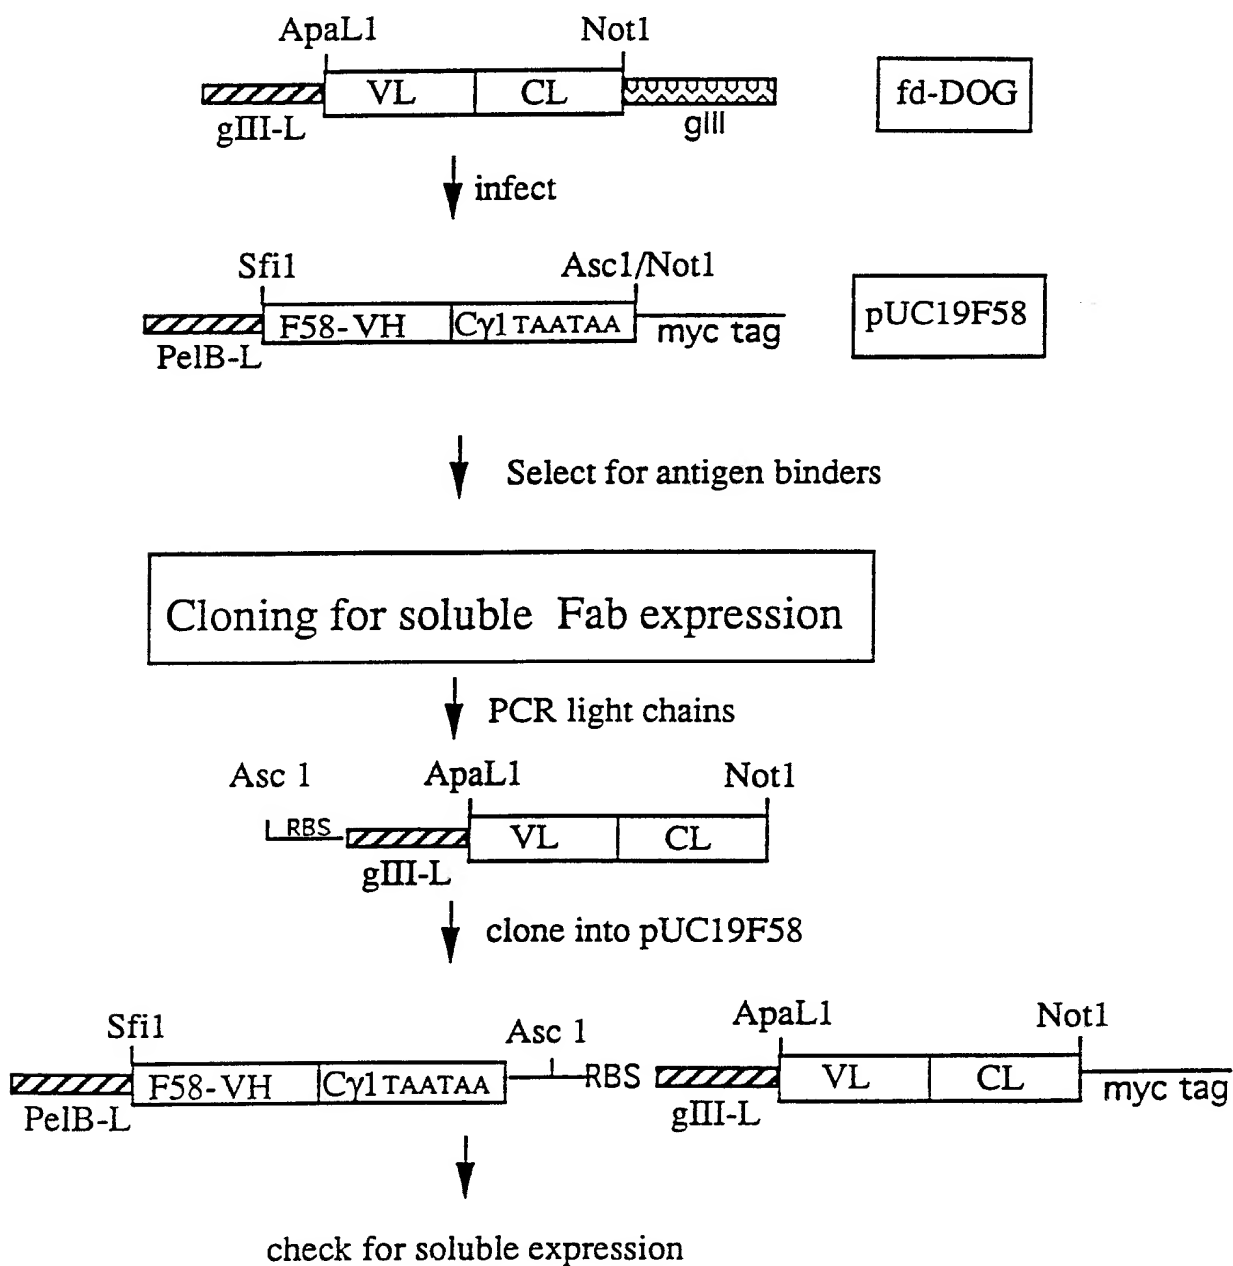 ApaL1 Not1
VL CL fd-DOG
gIII-L gIII
infect
Sfi1 Asc1/Not1
F58-VH Cγ1 TAATAA pUC19F58
PelB-L myc tag
Select for antigen binders
Cloning for soluble Fab expression
PCR light chains
Asc 1 ApaL1 Not1
RBS VL CL
gIII-L
clone into pUC19F58
Sfi1 Asc 1 ApaL1 Not1
F58-VH Cγ1 TAATAA RBS VL CL
PelB-L gIII-L myc tag
check for soluble expression